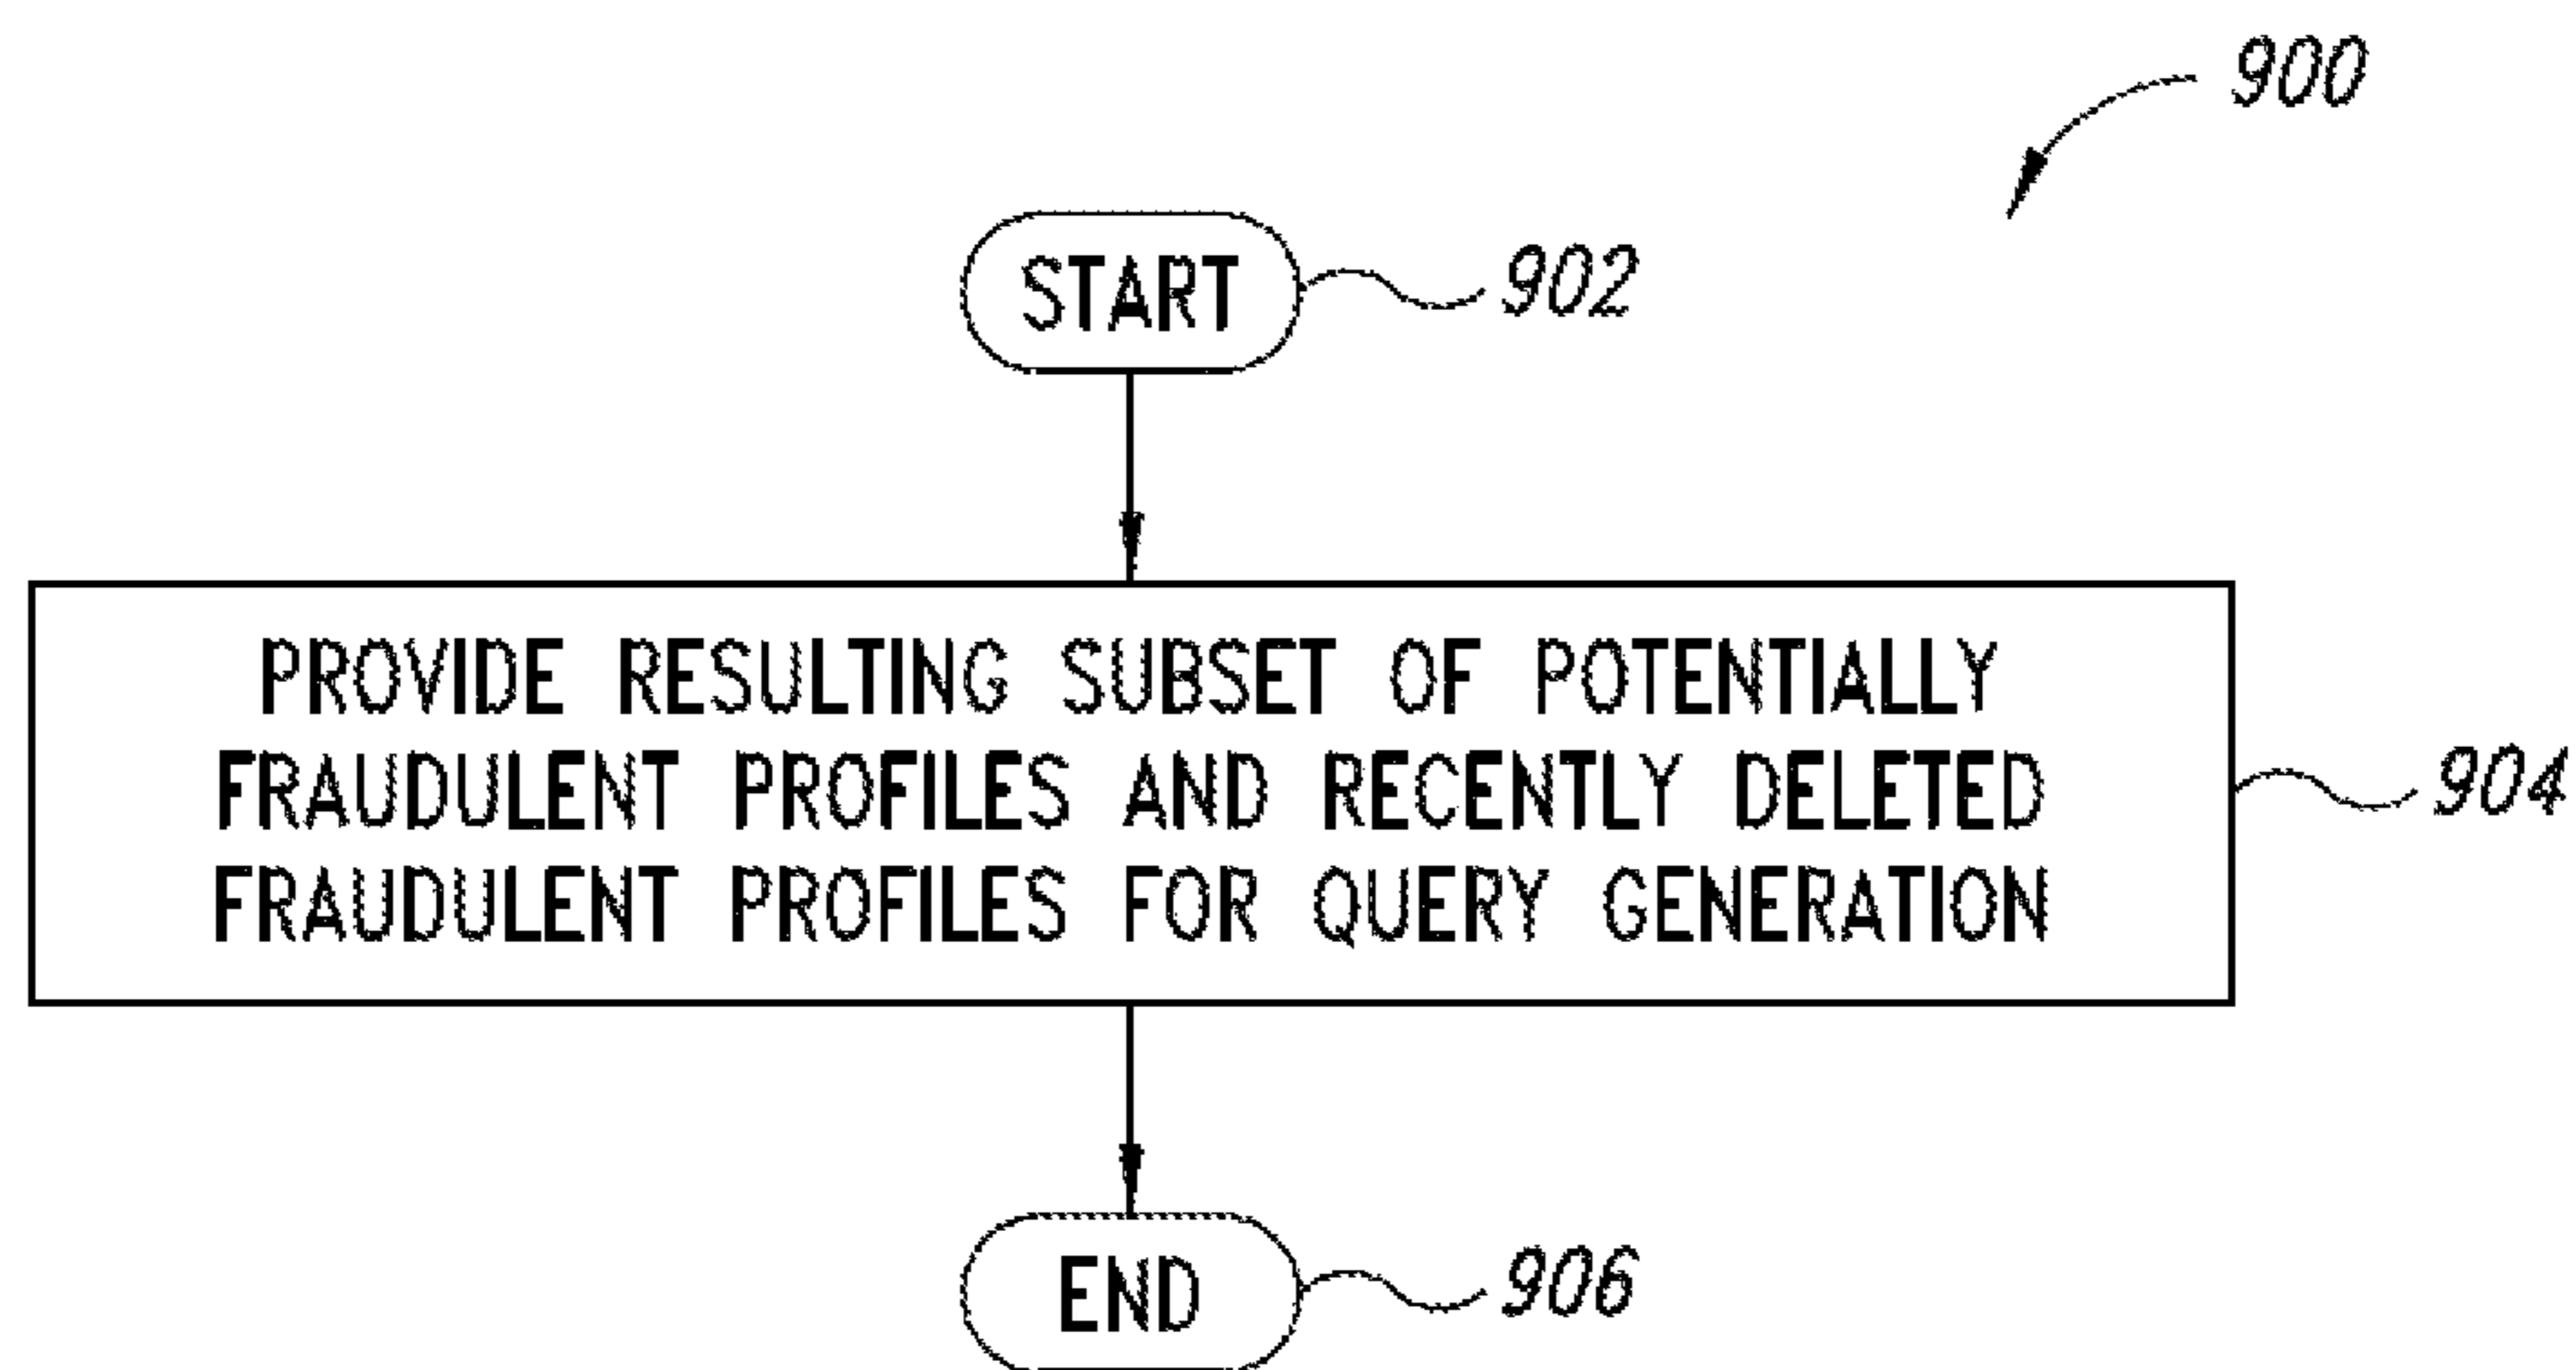 900
START 902
PROVIDE RESULTING SUBSET OF POTENTIALLY
FRAUDULENT PROFILES AND RECENTLY DELETED 904
FRAUDULENT PROFILES FOR QUERY GENERATION
END 906